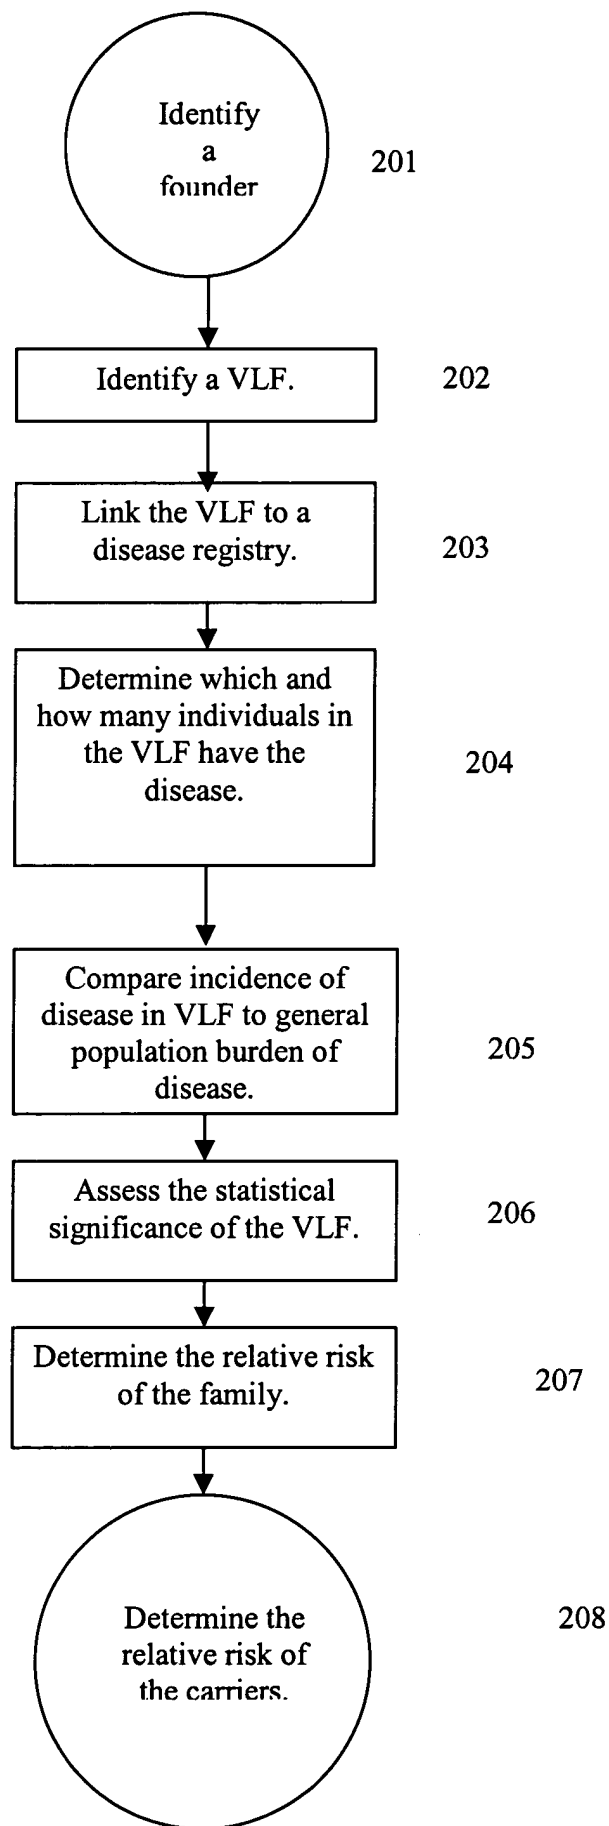 Identify
a
founder
201
Identify a VLF.
202
Link the VLF to a
disease registry.
203
Determine which and
how many individuals in
the VLF have the
disease.
204
Compare incidence of
disease in VLF to general
population burden of
disease.
205
Assess the statistical
significance of the VLF.
206
Determine the relative risk
of the family.
207
Determine the
relative risk of
the carriers.
208